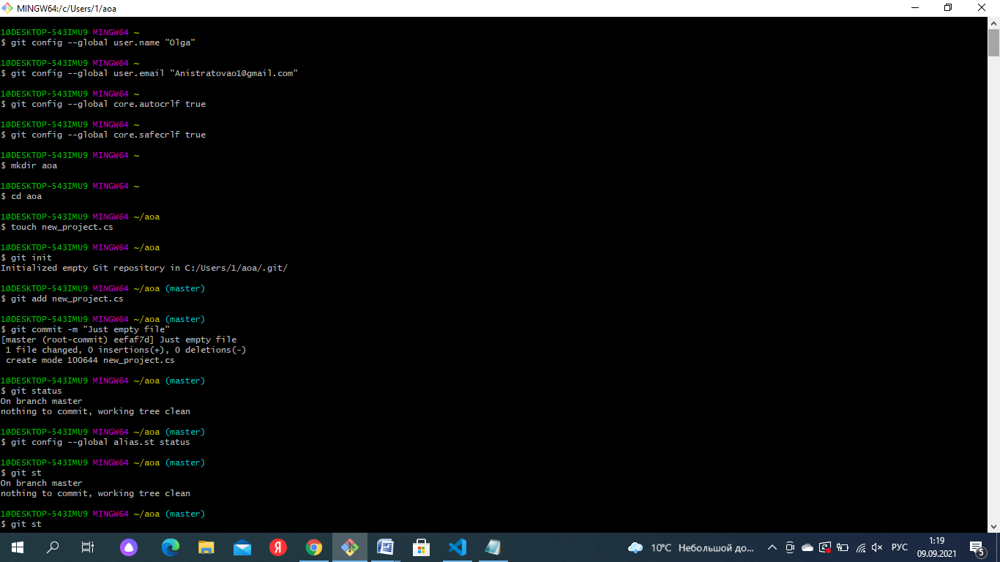 MINGW64:/c/Users/1/aoa
1@DESKTOP-543IMU9 MINGW64 ~
$ git config --global user.name "Olga"
1@DESKTOP-543IMU9 MINGW64 ~
$ git config --global user.email "Anistratovao1@gmail.com"
1@DESKTOP-543IMU9 MINGW64 ~
$ git config --global core.autocrlf true
1@DESKTOP-543IMU9 MINGW64 ~
$ git config --global core.safecrlf true
1@DESKTOP-543IMU9 MINGW64 ~
$ mkdir aoa
1@DESKTOP-543IMU9 MINGW64 ~
$ cd aoa
1@DESKTOP-543IMU9 MINGW64 ~/aoa
$ touch new_project.cs
1@DESKTOP-543IMU9 MINGW64 ~/aoa
$ git init
Initialized empty Git repository in C:/Users/1/aoa/.git/
1@DESKTOP-543IMU9 MINGW64 ~/aoa (master)
$ git add new_project.cs
1@DESKTOP-543IMU9 MINGW64 ~/aoa (master)
$ git commit -m "Just empty file"
[master (root-commit) eefaf7d] Just empty file
1 file changed, 0 insertions(+), 0 deletions(-)
create mode 100644 new_project.cs
1@DESKTOP-543IMU9 MINGW64 ~/aoa (master)
$ git status
On branch master
nothing to commit, working tree clean
1@DESKTOP-543IMU9 MINGW64 ~/aoa (master)
$ git config --global alias.st status
1@DESKTOP-543IMU9 MINGW64 ~/aoa (master)
$ git st
On branch master
nothing to commit, working tree clean
1@DESKTOP-543IMU9 MINGW64 ~/aoa (master)
$ git st
Я
W
10°C Небольшой до...
РУС
1:19
09.09.2021
5